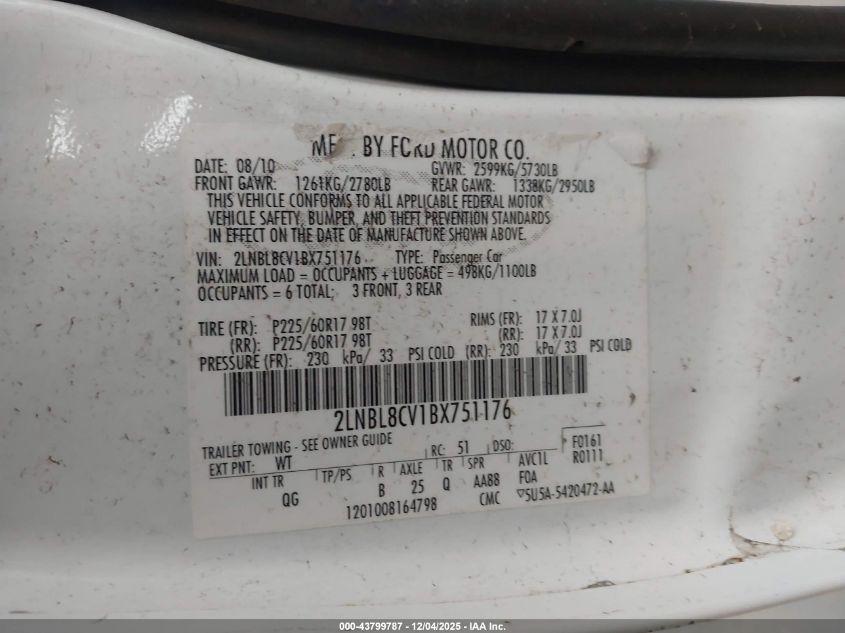 BY FORD MOTOR CO.
DATE: 08/10 GVWR: 2599KG/5730LB
FRONT GAWR: 1261KG/2780LB REAR GAWR: 1338KG/2950LB
THIS VEHICLE CONFORMS TO ALL APPLICABLE FEDERAL MOTOR
VEHICLE SAFETY, BUMPER, AND THEFT PREVENTION STANDARDS
IN EFFECT ON THE DATE OF MANUFACTURE SHOWN ABOVE.
VIN: 2LNBL8CV1BX751176 TYPE: Passenger Car
MAXIMUM LOAD = OCCUPANTS + LUGGAGE = 498KG/1100LB
OCCUPANTS = 6 TOTAL; 3 FRONT, 3 REAR
TIRE (FR): P225/60R17 98T RIMS (FR): 17 X 7.0J
(RR): P225/60R17 98T (RR): 17 X 7.0J
PRESSURE (FR): 230 kPa/ 33 PSI COLD (RR): 230 kPa/ 33 PSI COLD
2LNBL8CV1BX751176
TRAILER TOWING - SEE OWNER GUIDE
EXT PNT: WT RC: 51 DSO: F0161
R0111
INT TR TP/PS R AXLE TR SPR AVC1L
QG B 25 Q AA88 FOA
1201008164798 CMC ▽5U5A-5420472-AA
000-43799787 - 12/04/2025 - IAA Inc.